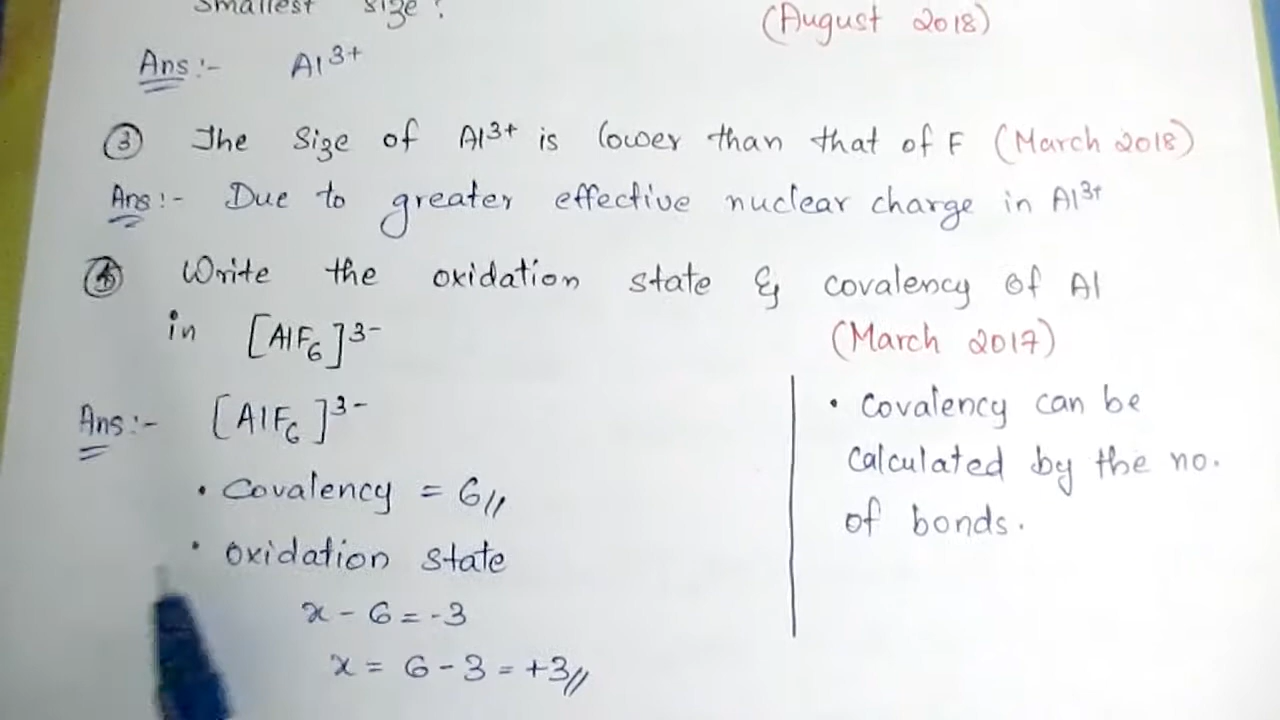 smallest size?
(August 2018)
Ans:- Al³⁺
③ The size of Al³⁺ is lower than that of F (March 2018)
Ans:- Due to greater effective nuclear charge in Al³⁺
④ Write the oxidation state & covalency of Al
in [AlF₆]³⁻ (March 2017)
Ans:- [AlF₆]³⁻
• Covalency = 6//
• oxidation state
x - 6 = -3
x = 6 - 3 = +3//
• Covalency can be
calculated by the no.
of bonds.